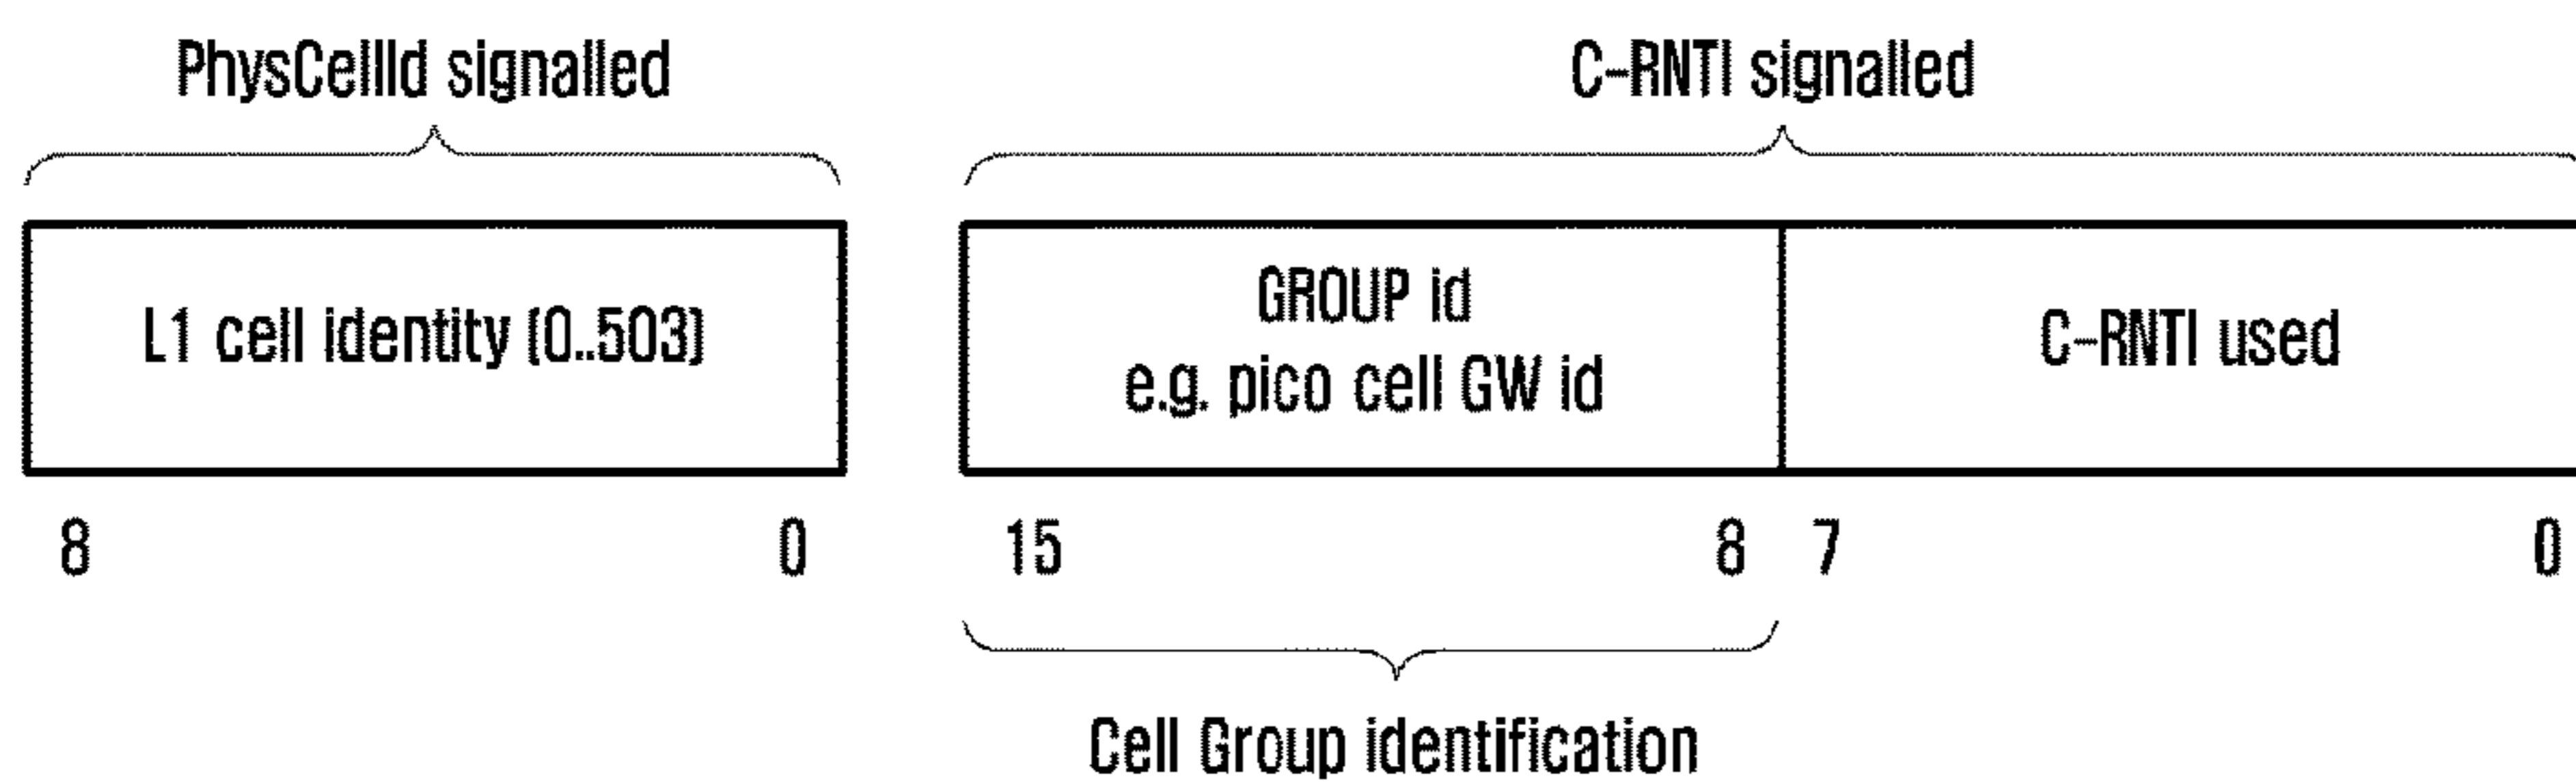 PhysCellId signalled
C-RNTI signalled
L1 cell identity (0..503)
GROUP id
e.g. pico cell GW id
C-RNTI used
8 0 15 8 7 0
Cell Group identification